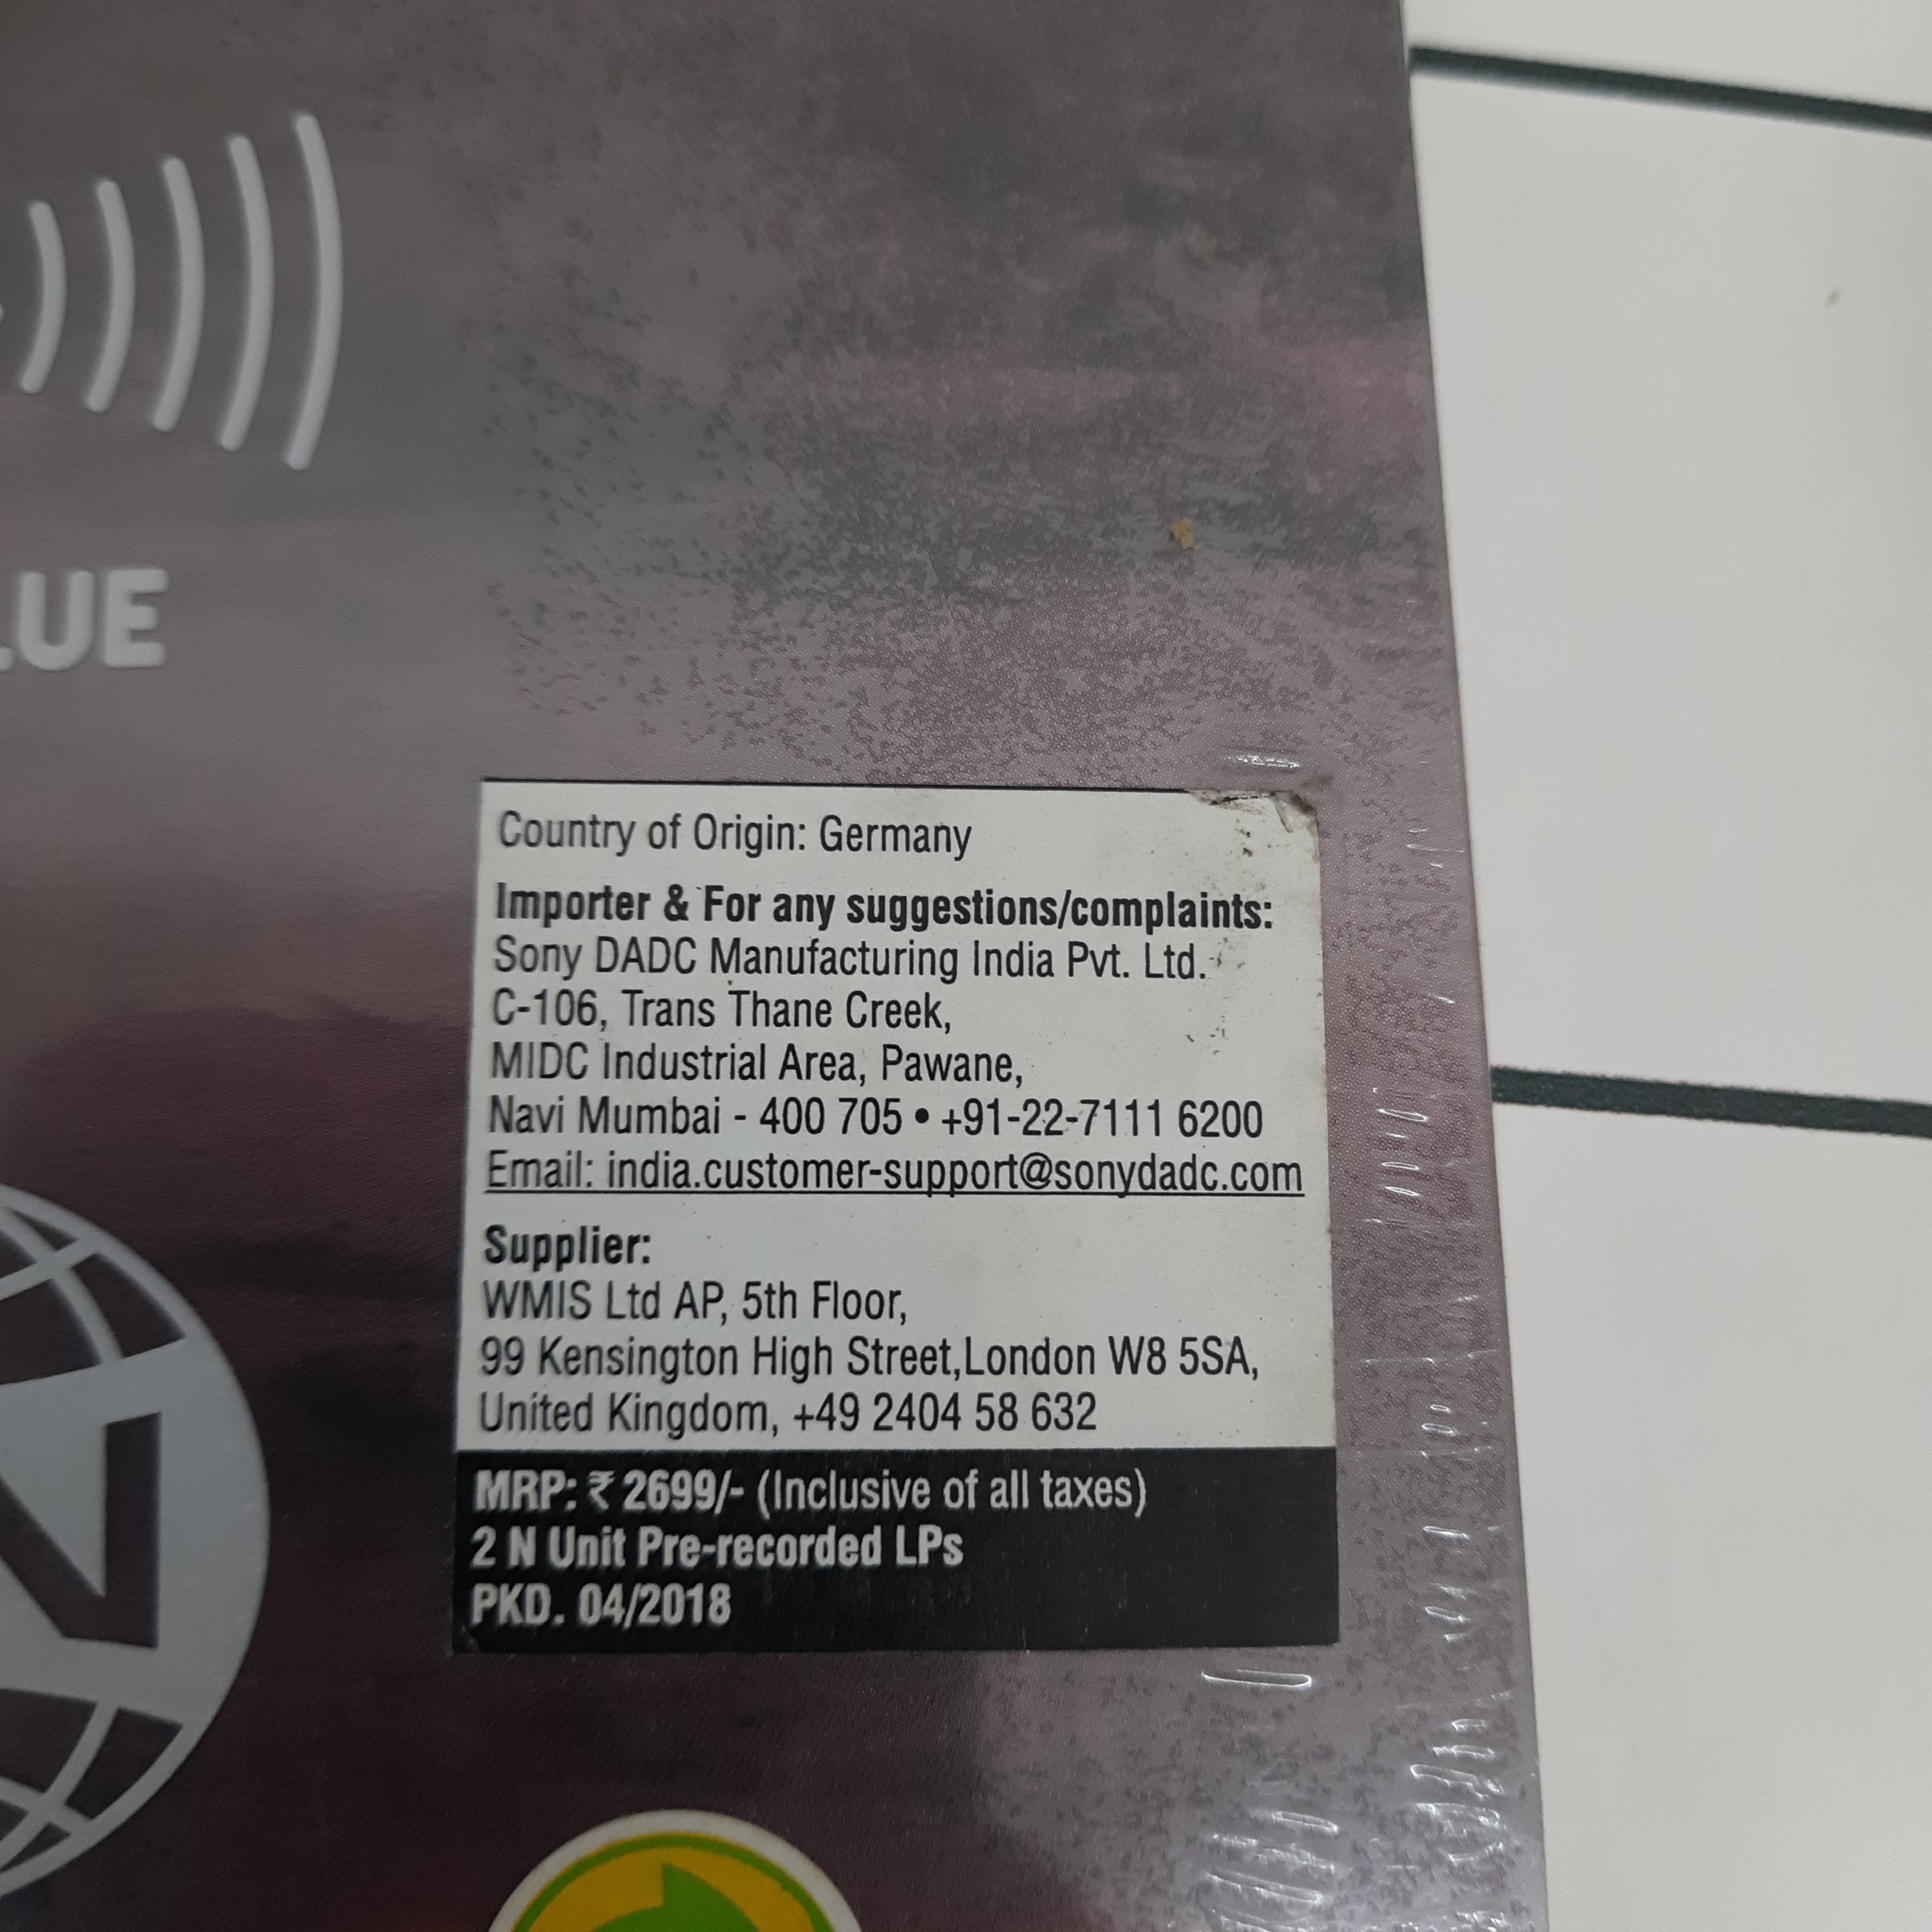 LUE
Country of Origin: Germany
Importer & For any suggestions/complaints:
Sony DADC Manufacturing India Pvt. Ltd.
C-106, Trans Thane Creek,
MIDC Industrial Area, Pawane,
Navi Mumbai - 400 705 • +91-22-7111 6200
Email: india.customer-support@sonydadc.com
Supplier:
WMIS Ltd AP, 5th Floor,
99 Kensington High Street,London W8 5SA,
United Kingdom, +49 2404 58 632
MRP: ₹ 2699/- (Inclusive of all taxes)
2 N Unit Pre-recorded LPs
PKD. 04/2018